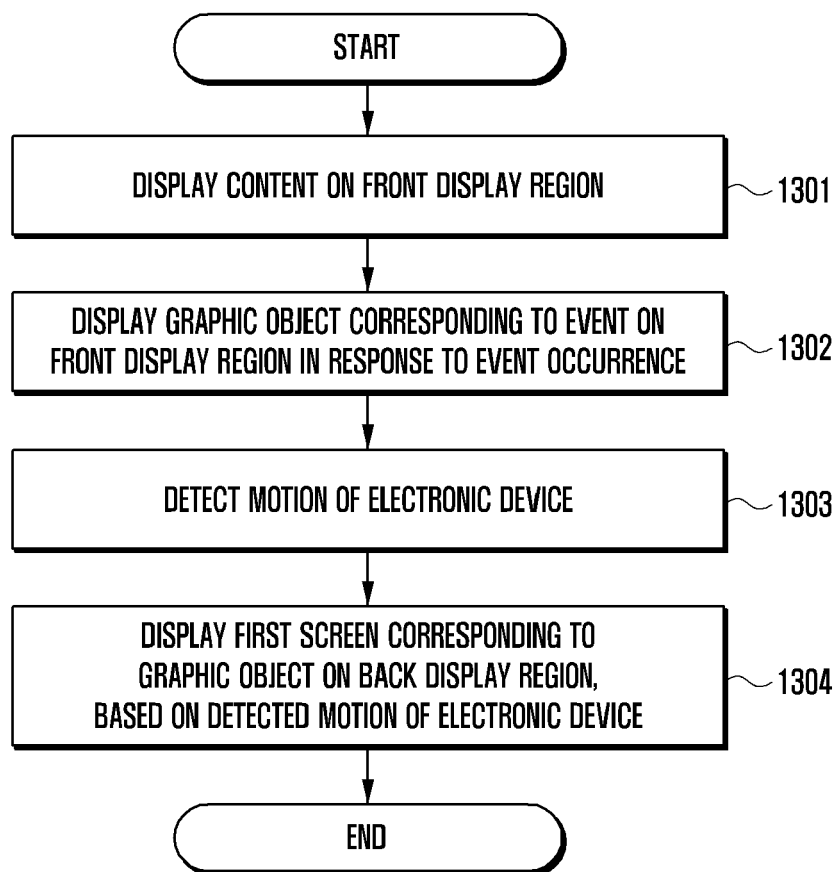 START
DISPLAY CONTENT ON FRONT DISPLAY REGION
1301
DISPLAY GRAPHIC OBJECT CORRESPONDING TO EVENT ON
FRONT DISPLAY REGION IN RESPONSE TO EVENT OCCURRENCE
1302
DETECT MOTION OF ELECTRONIC DEVICE
1303
DISPLAY FIRST SCREEN CORRESPONDING TO
GRAPHIC OBJECT ON BACK DISPLAY REGION,
BASED ON DETECTED MOTION OF ELECTRONIC DEVICE
1304
END